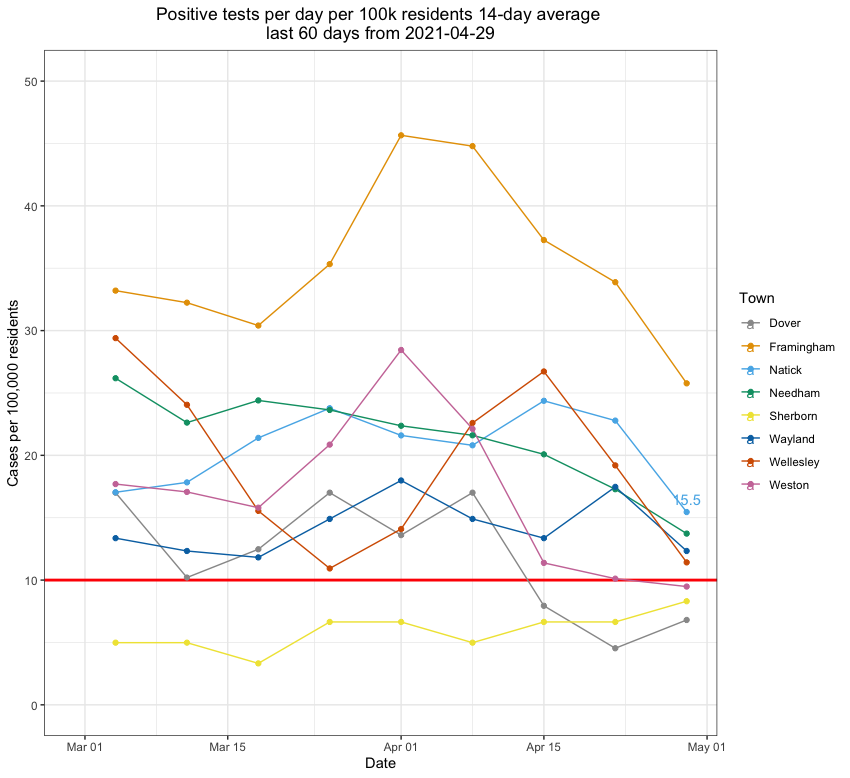 Positive tests per day per 100k residents 14-day average
last 60 days from 2021-04-29
Cases per 100,000 residents
50
40
30
20
10
0
15.5
Mar 01
Mar 15
Apr 01
Apr 15
May 01
Date
Town
a Dover
a Framingham
a Natick
a Needham
a Sherborn
a Wayland
a Wellesley
a Weston